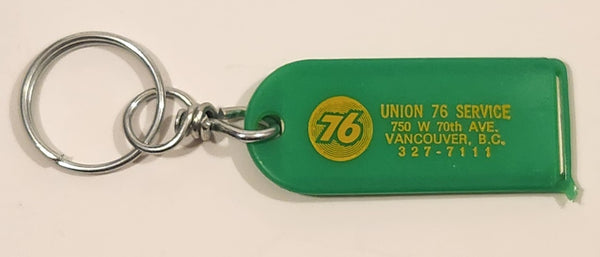 76
UNION 76 SERVICE
750 W 70th AVE.
VANCOUVER, B.C.
327-7111